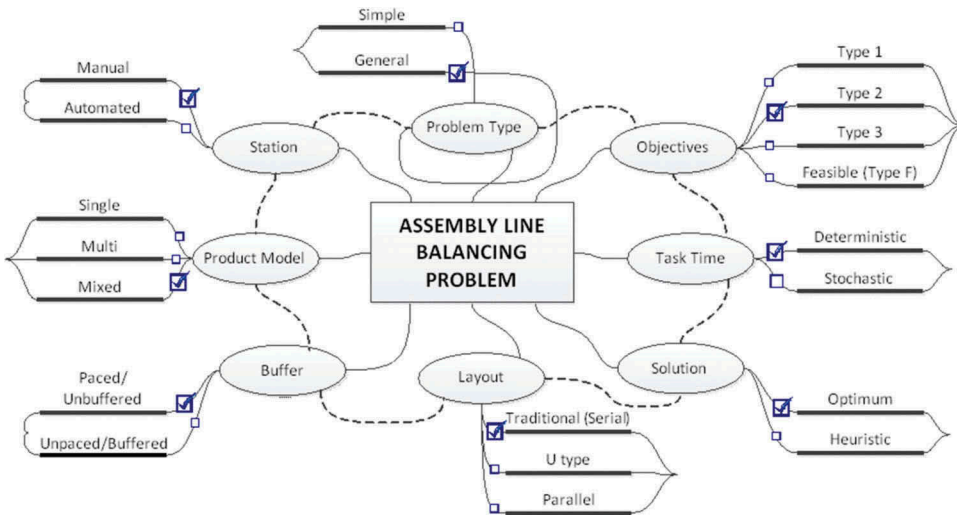 Simple
General
Problem Type
Manual
Automated
Station
Type 1
Type 2
Type 3
Feasible (Type F)
Objectives
ASSEMBLY LINE
BALANCING
PROBLEM
Single
Multi
Mixed
Product Model
Deterministic
Stochastic
Task Time
Paced/
Unbuffered
Unpaced/Buffered
Buffer
Layout
Traditional (Serial)
U type
Parallel
Solution
Optimum
Heuristic